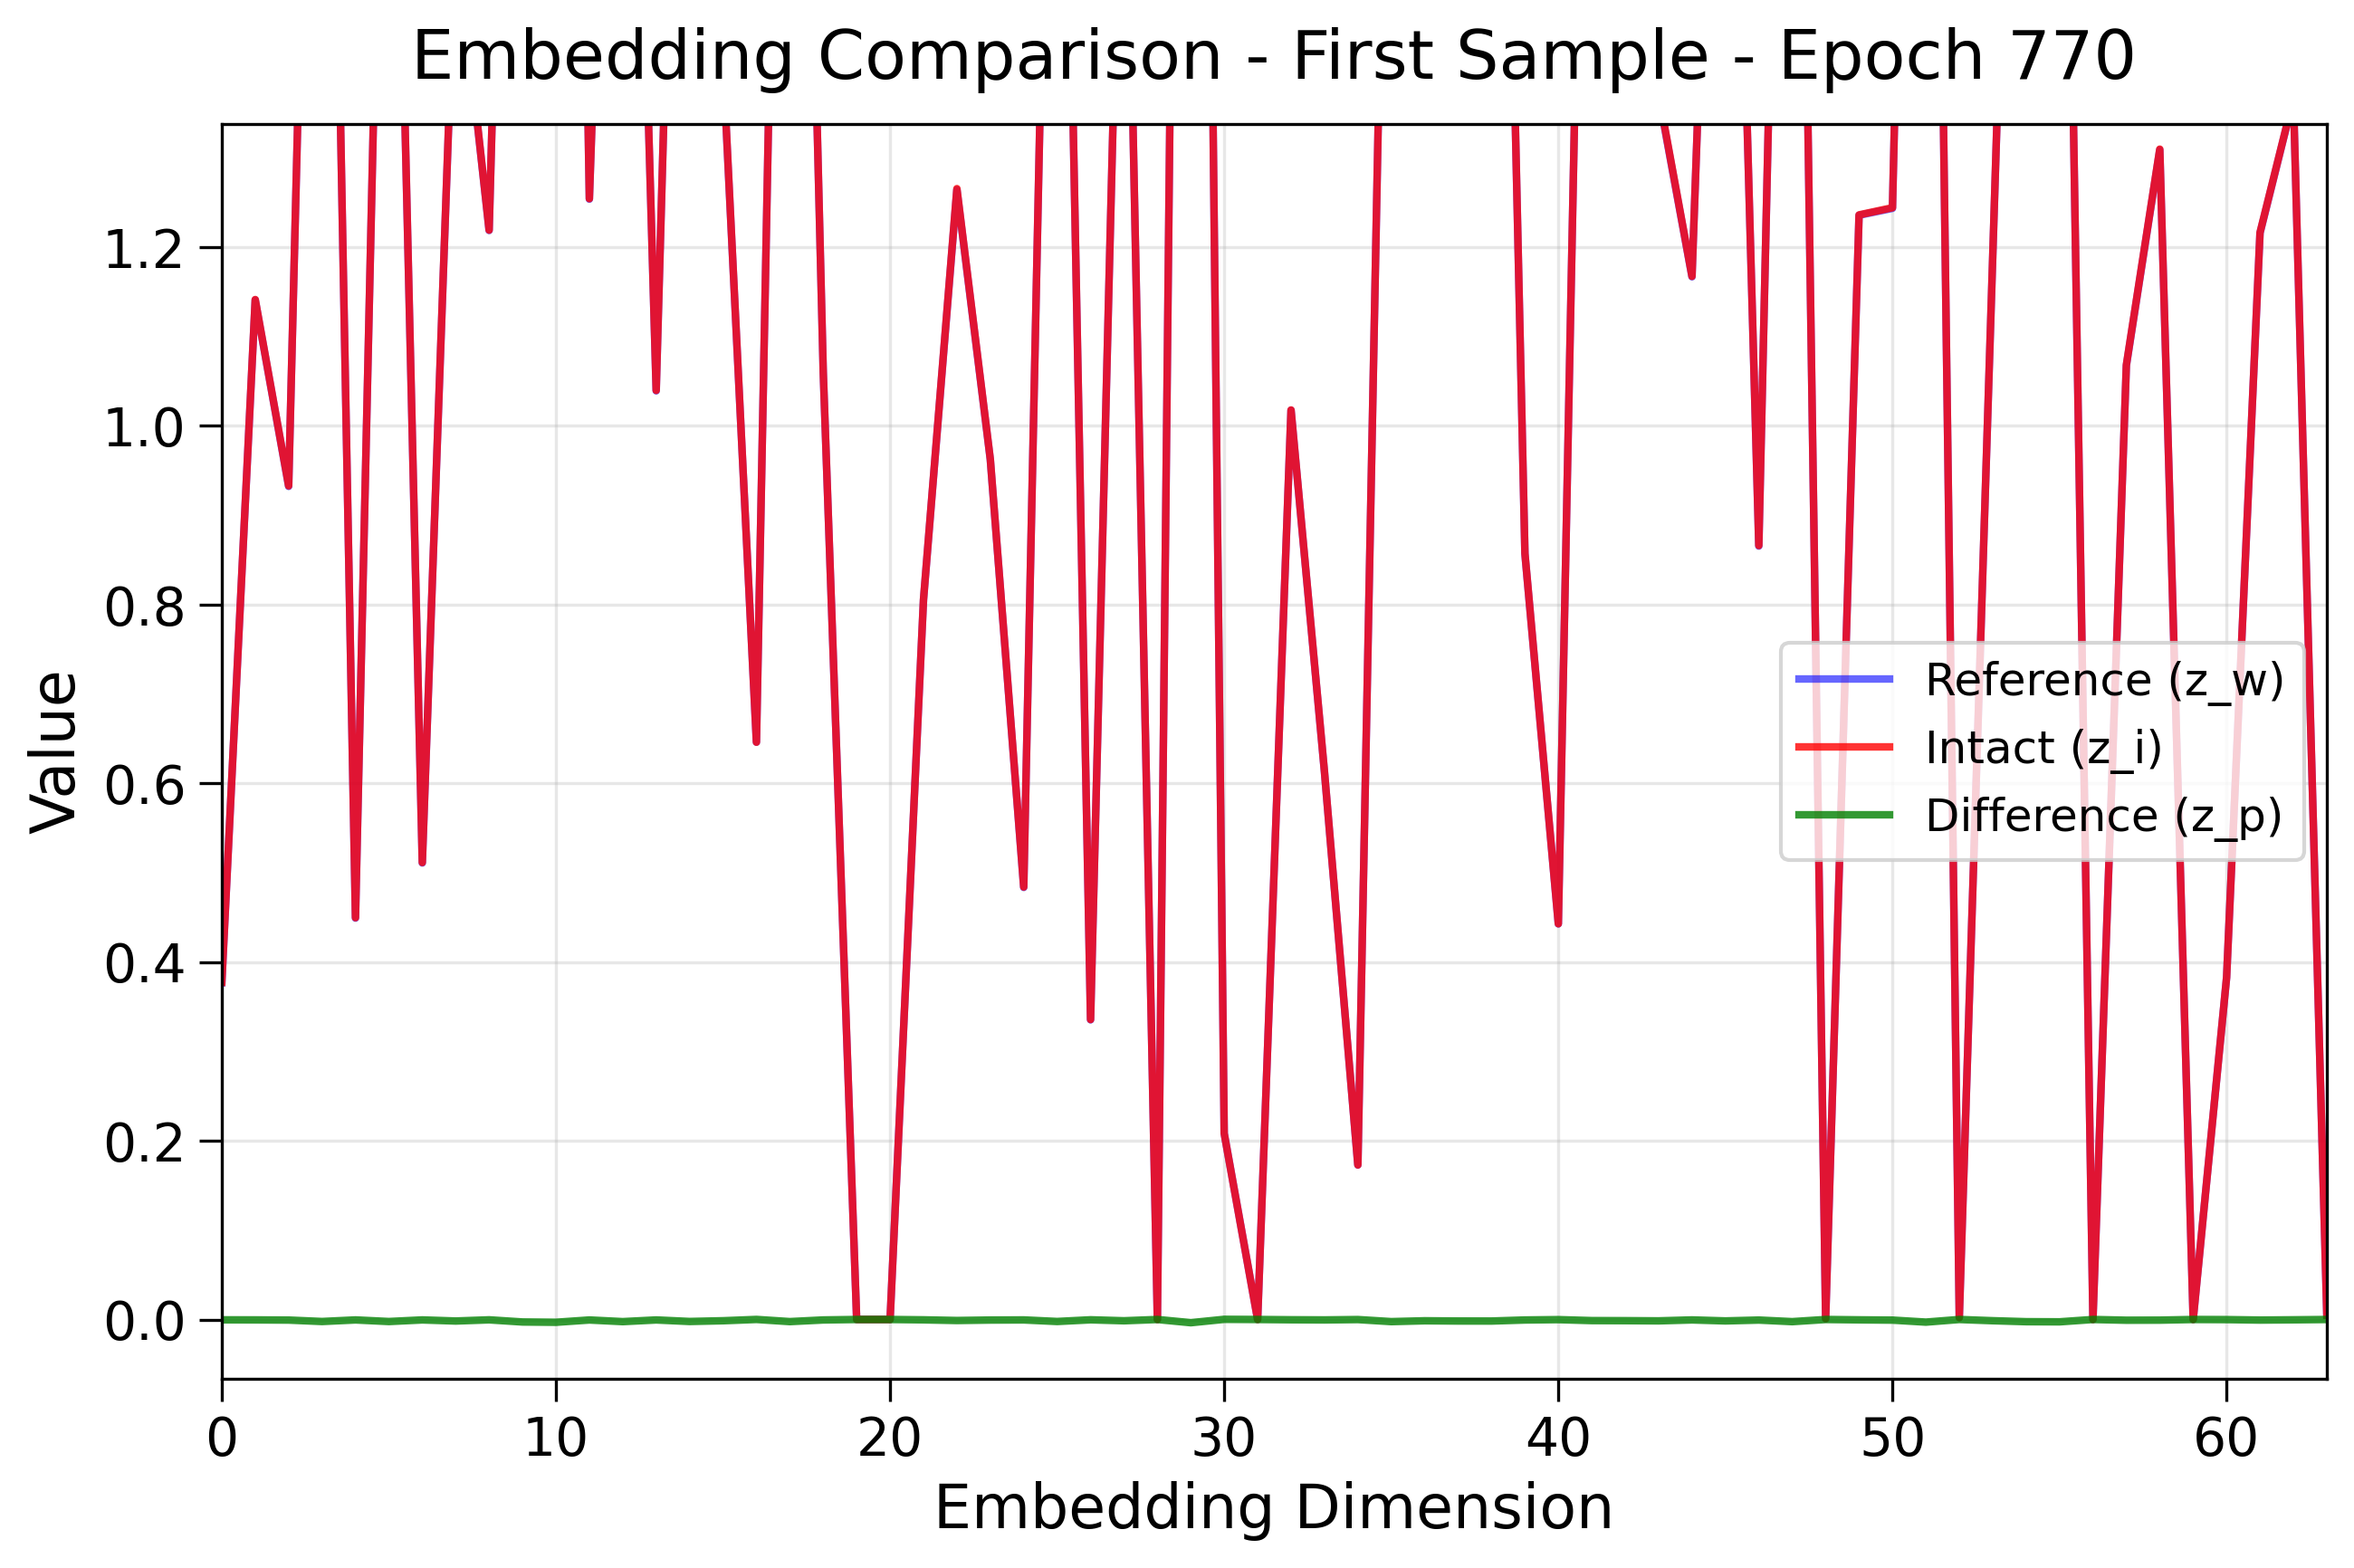 Embedding Comparison - First Sample - Epoch 770
Value
1.2
1.0
0.8
0.6
0.4
0.2
0.0
Reference (z_w)
Intact (z_i)
Difference (z_p)
0 10 20 30 40 50 60
Embedding Dimension